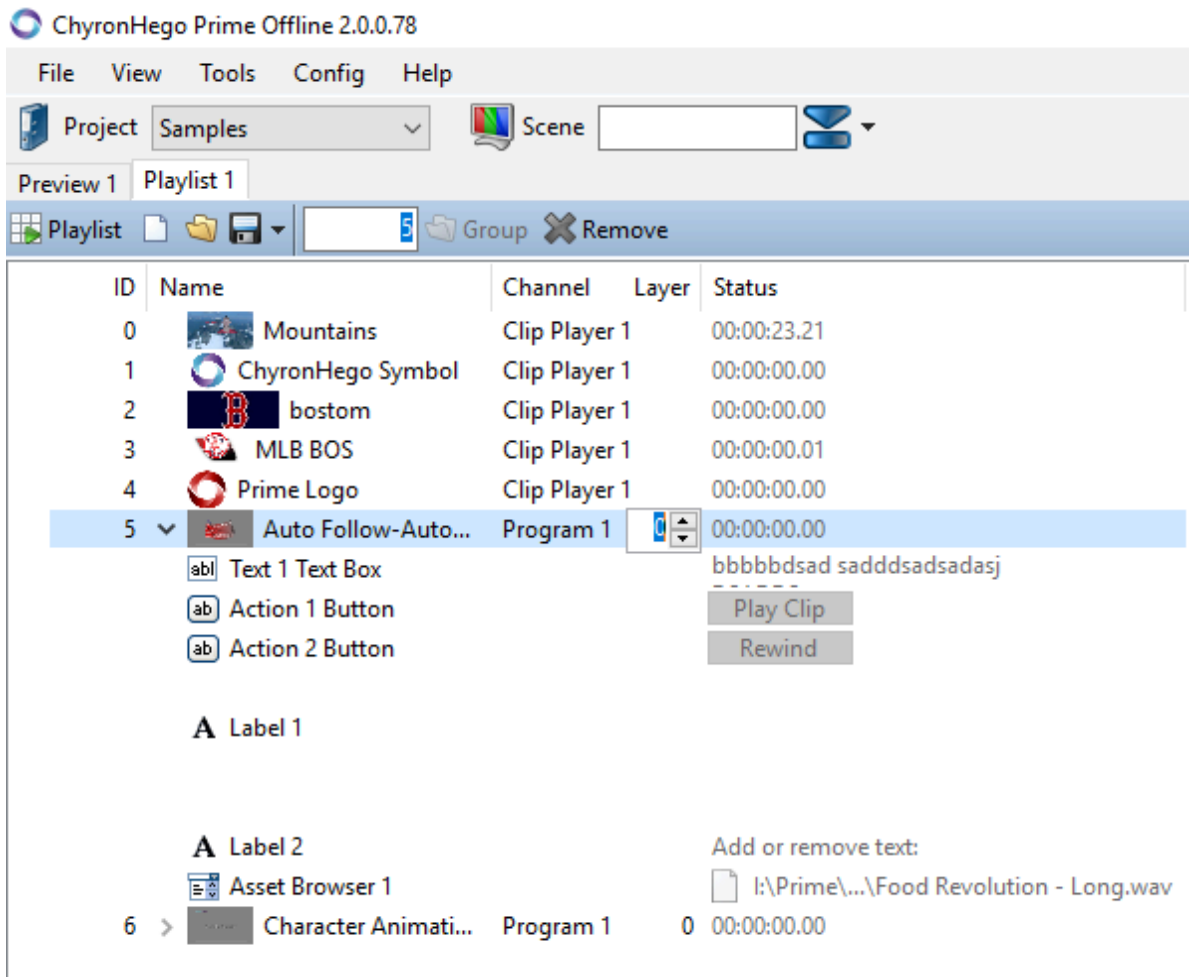 ChyronHego Prime Offline 2.0.0.78
File View Tools Config Help
Project Samples Scene
Preview 1 Playlist 1
Playlist 5 Group Remove
ID Name Channel Layer Status
0 Mountains Clip Player 1 00:00:23.21
1 ChyronHego Symbol Clip Player 1 00:00:00.00
2 B bostom Clip Player 1 00:00:00.00
3 MLB BOS Clip Player 1 00:00:00.01
4 Prime Logo Clip Player 1 00:00:00.00
5 Auto Follow-Auto... Program 1 0 00:00:00.00
abl Text 1 Text Box bbbbbdsad sadddsadsadasj
ab Action 1 Button Play Clip
ab Action 2 Button Rewind
A Label 1
A Label 2 Add or remove text:
Asset Browser 1 I:\Prime\...\Food Revolution - Long.wav
6 Character Animati... Program 1 0 00:00:00.00